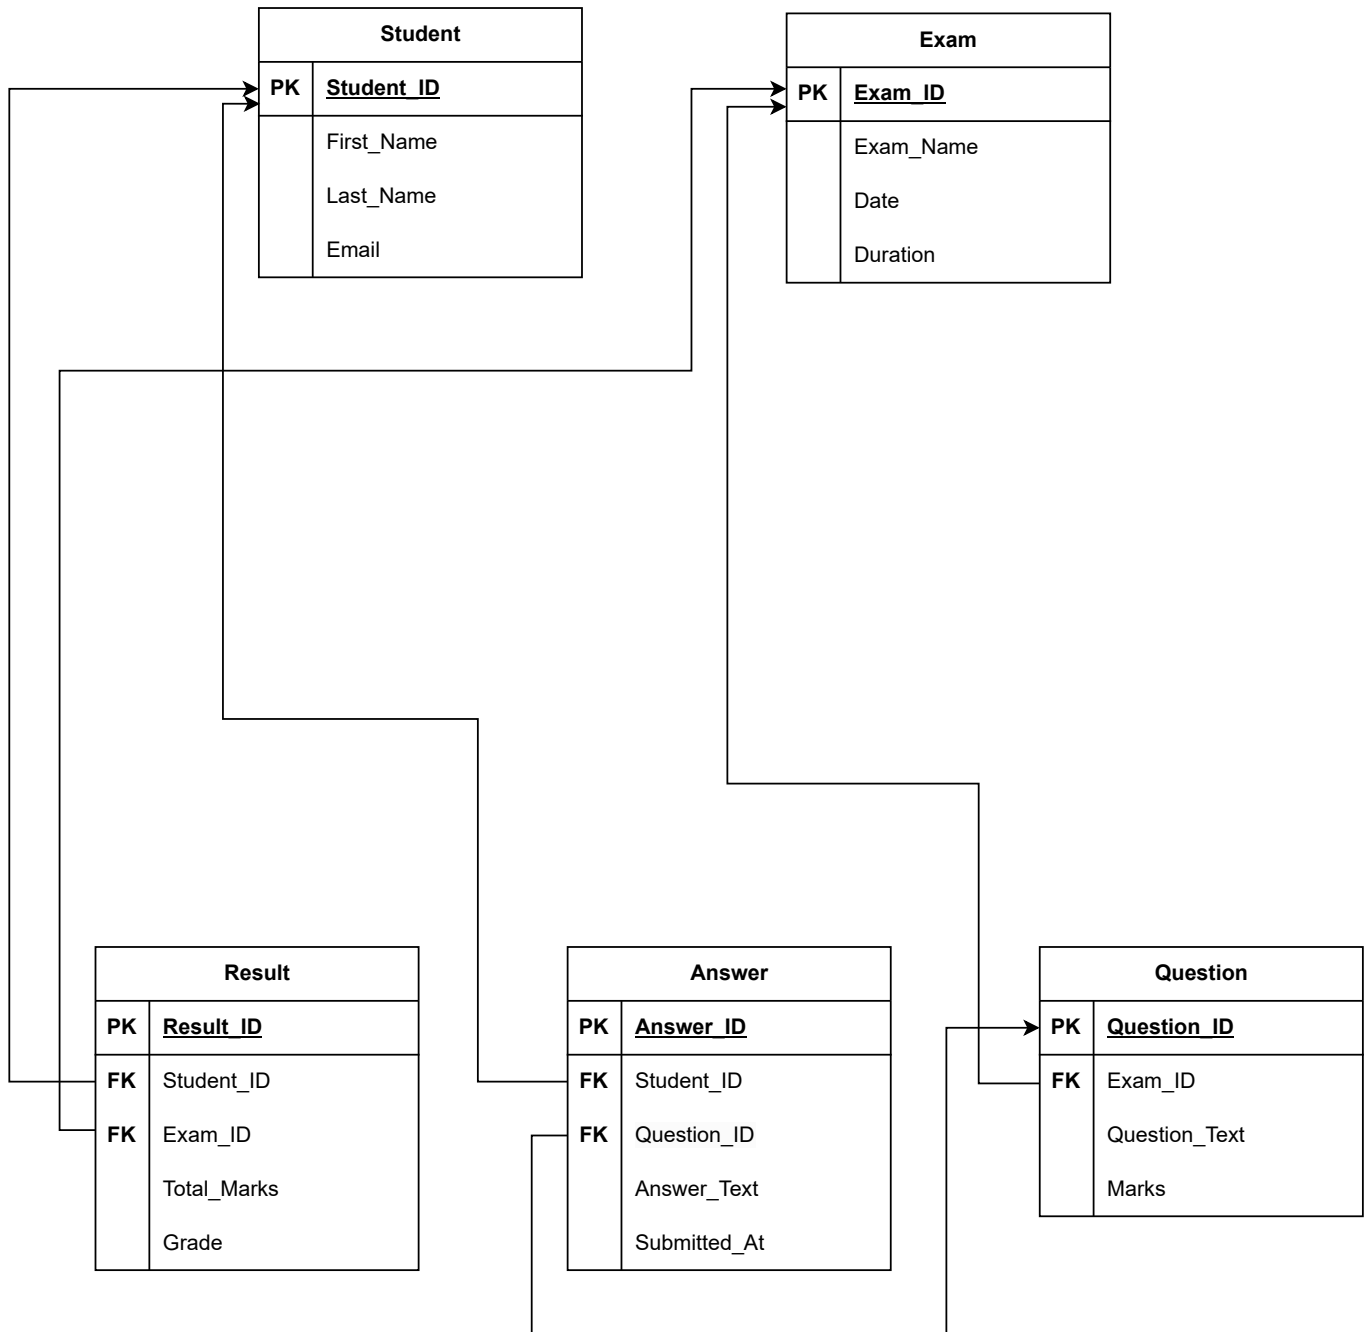 Student
PK Student_ID
First_Name
Last_Name
Email
Exam
PK Exam_ID
Exam_Name
Date
Duration
Result
PK Result_ID
FK Student_ID
FK Exam_ID
Total_Marks
Grade
Answer
PK Answer_ID
FK Student_ID
FK Question_ID
Answer_Text
Submitted_At
Question
PK Question_ID
FK Exam_ID
Question_Text
Marks